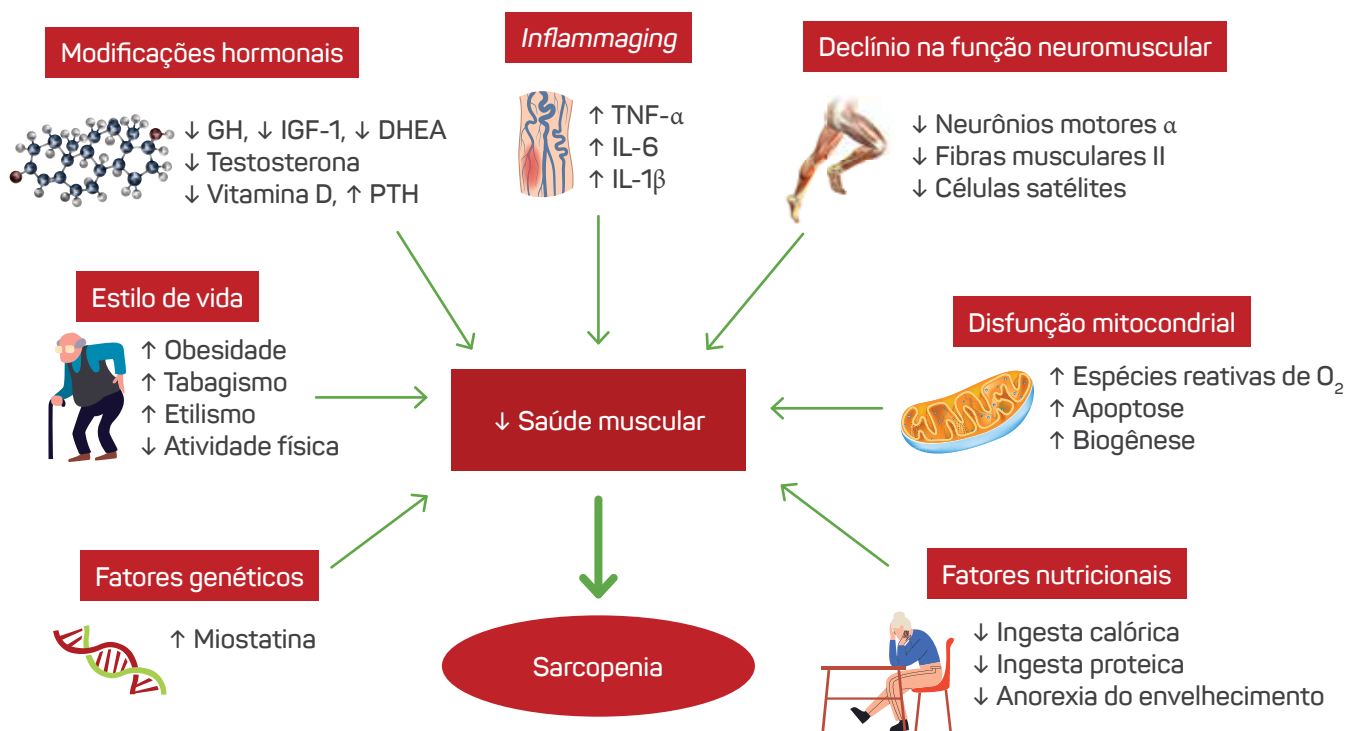 Modificações hormonais
↓ GH, ↓ IGF-1, ↓ DHEA
↓ Testosterona
↓ Vitamina D, ↑ PTH
Inflammaging
↑ TNF-α
↑ IL-6
↑ IL-1β
Declínio na função neuromuscular
↓ Neurônios motores α
↓ Fibras musculares II
↓ Células satélites
Estilo de vida
↑ Obesidade
↑ Tabagismo
↑ Etilismo
↓ Atividade física
↓ Saúde muscular
Disfunção mitocondrial
↑ Espécies reativas de O₂
↑ Apoptose
↑ Biogênese
Fatores genéticos
↑ Miostatina
Sarcopenia
Fatores nutricionais
↓ Ingesta calórica
↓ Ingesta proteica
↓ Anorexia do envelhecimento